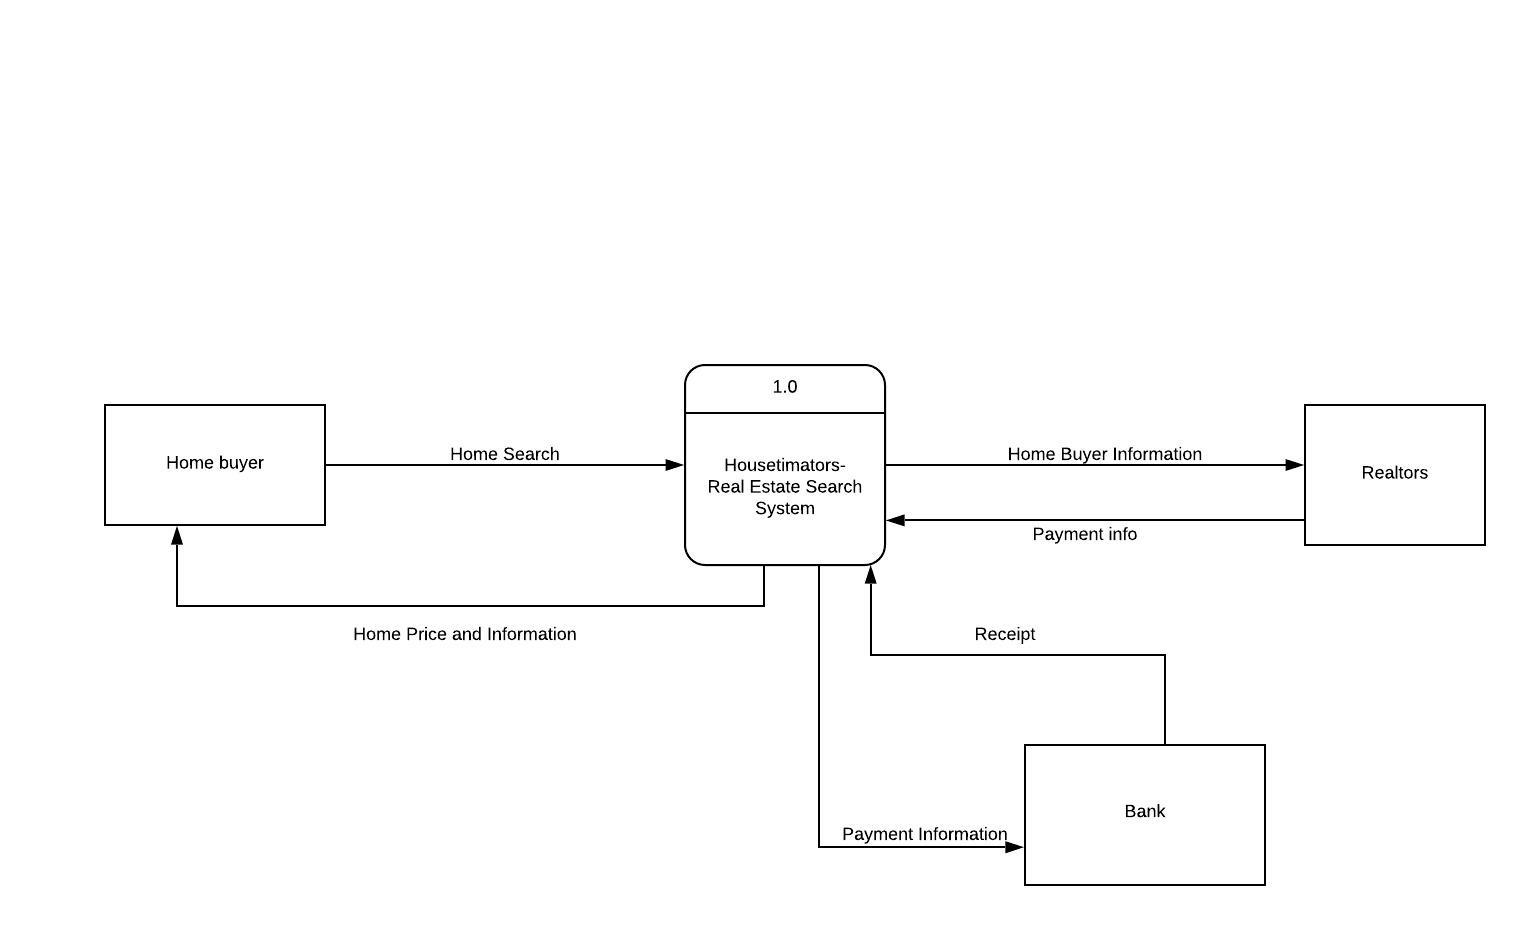 1.0
Home buyer
Home Search
Housetimators-
Real Estate Search
System
Home Buyer Information
Realtors
Payment info
Home Price and Information
Receipt
Bank
Payment Information